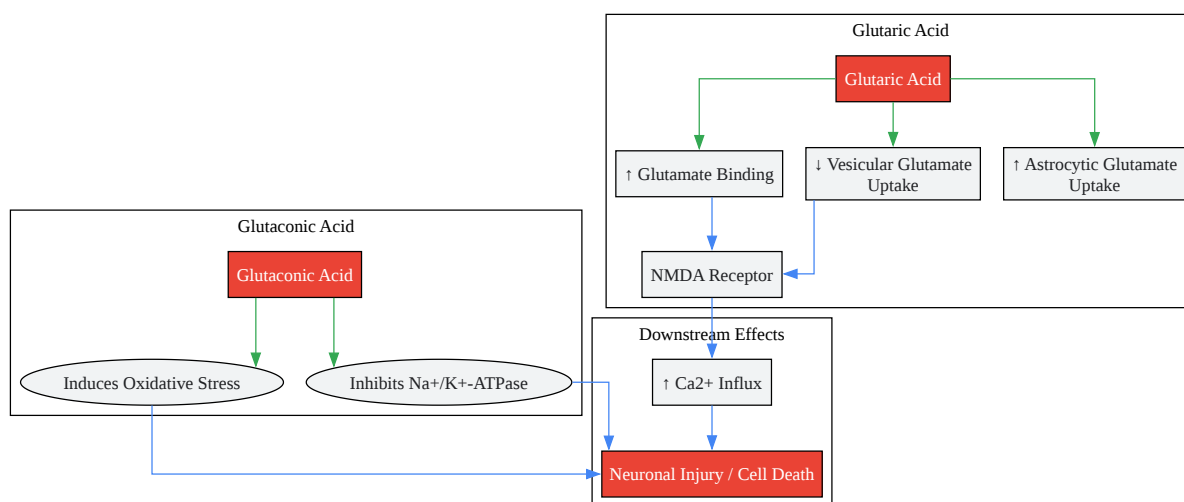 Glutaric Acid
Glutaric Acid
↑ Glutamate Binding
↓ Vesicular Glutamate
Uptake
↑ Astrocytic Glutamate
Uptake
Glutaconic Acid
Glutaconic Acid
NMDA Receptor
Downstream Effects
Induces Oxidative Stress
Inhibits Na+/K+-ATPase
↑ Ca2+ Influx
Neuronal Injury / Cell Death